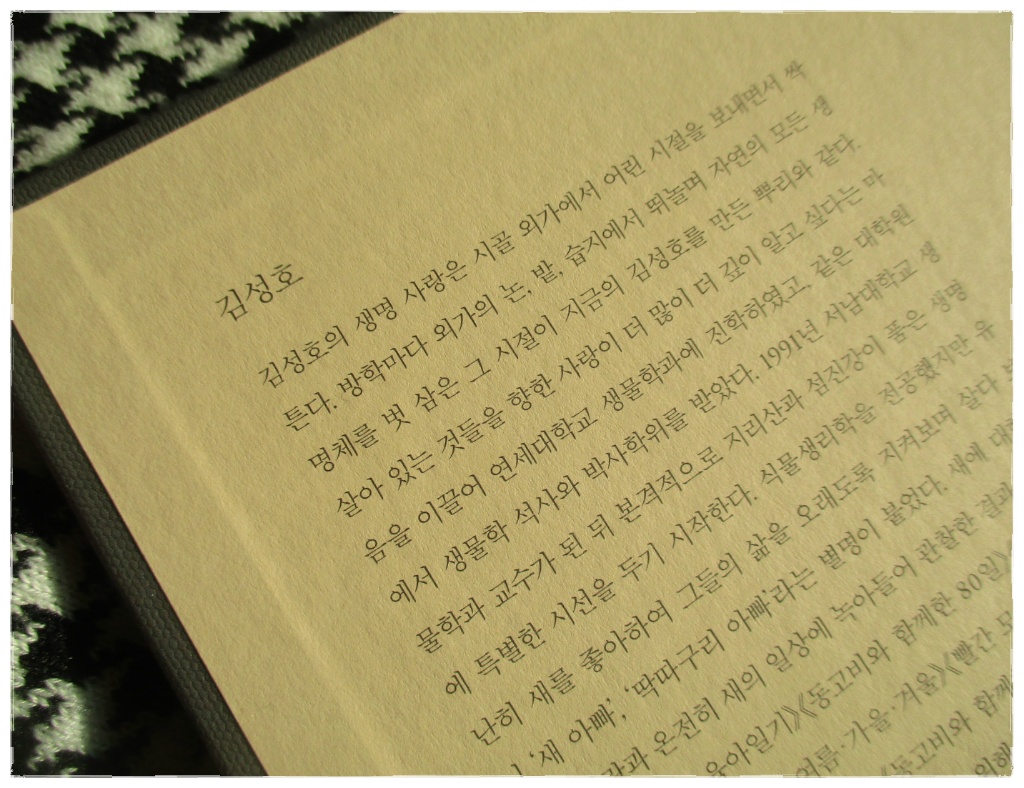 김성호
김성호의 생명 사랑은 시골 외가에서 어린 시절을 보내면서 싹
튼다. 방학마다 외가의 논, 밭, 습지에서 뛰놀며 자연의 모든 생
명체를 벗 삼은 그 시절이 지금의 김성호를 만든 뿌리와 같다.
살아 있는 것들을 향한 사랑이 더 많이 더 깊이 알고 싶다는 마
음을 이끌어 연세대학교 생물학과에 진학하였고, 같은 대학원
에서 생물학 석사와 박사학위를 받았다. 1991년 서남대학교 생
물학과 교수가 된 뒤 본격적으로 지리산과 섬진강이 품은 생명
에 특별한 시선을 두기 시작한다. 식물생리학을 전공했지만 유
난히 새를 좋아하여 그들의 삶을 오래도록 지켜보며 살다
'새 아빠', '딱따구리 아빠'라는 별명이 붙었다. 새에
온전히 새의 일상에 녹아들어 관찰한 결과
육아일기》《동고비와 함께한 80일》
여름·가을·겨울》《빨간
《동고비와 함께
위해